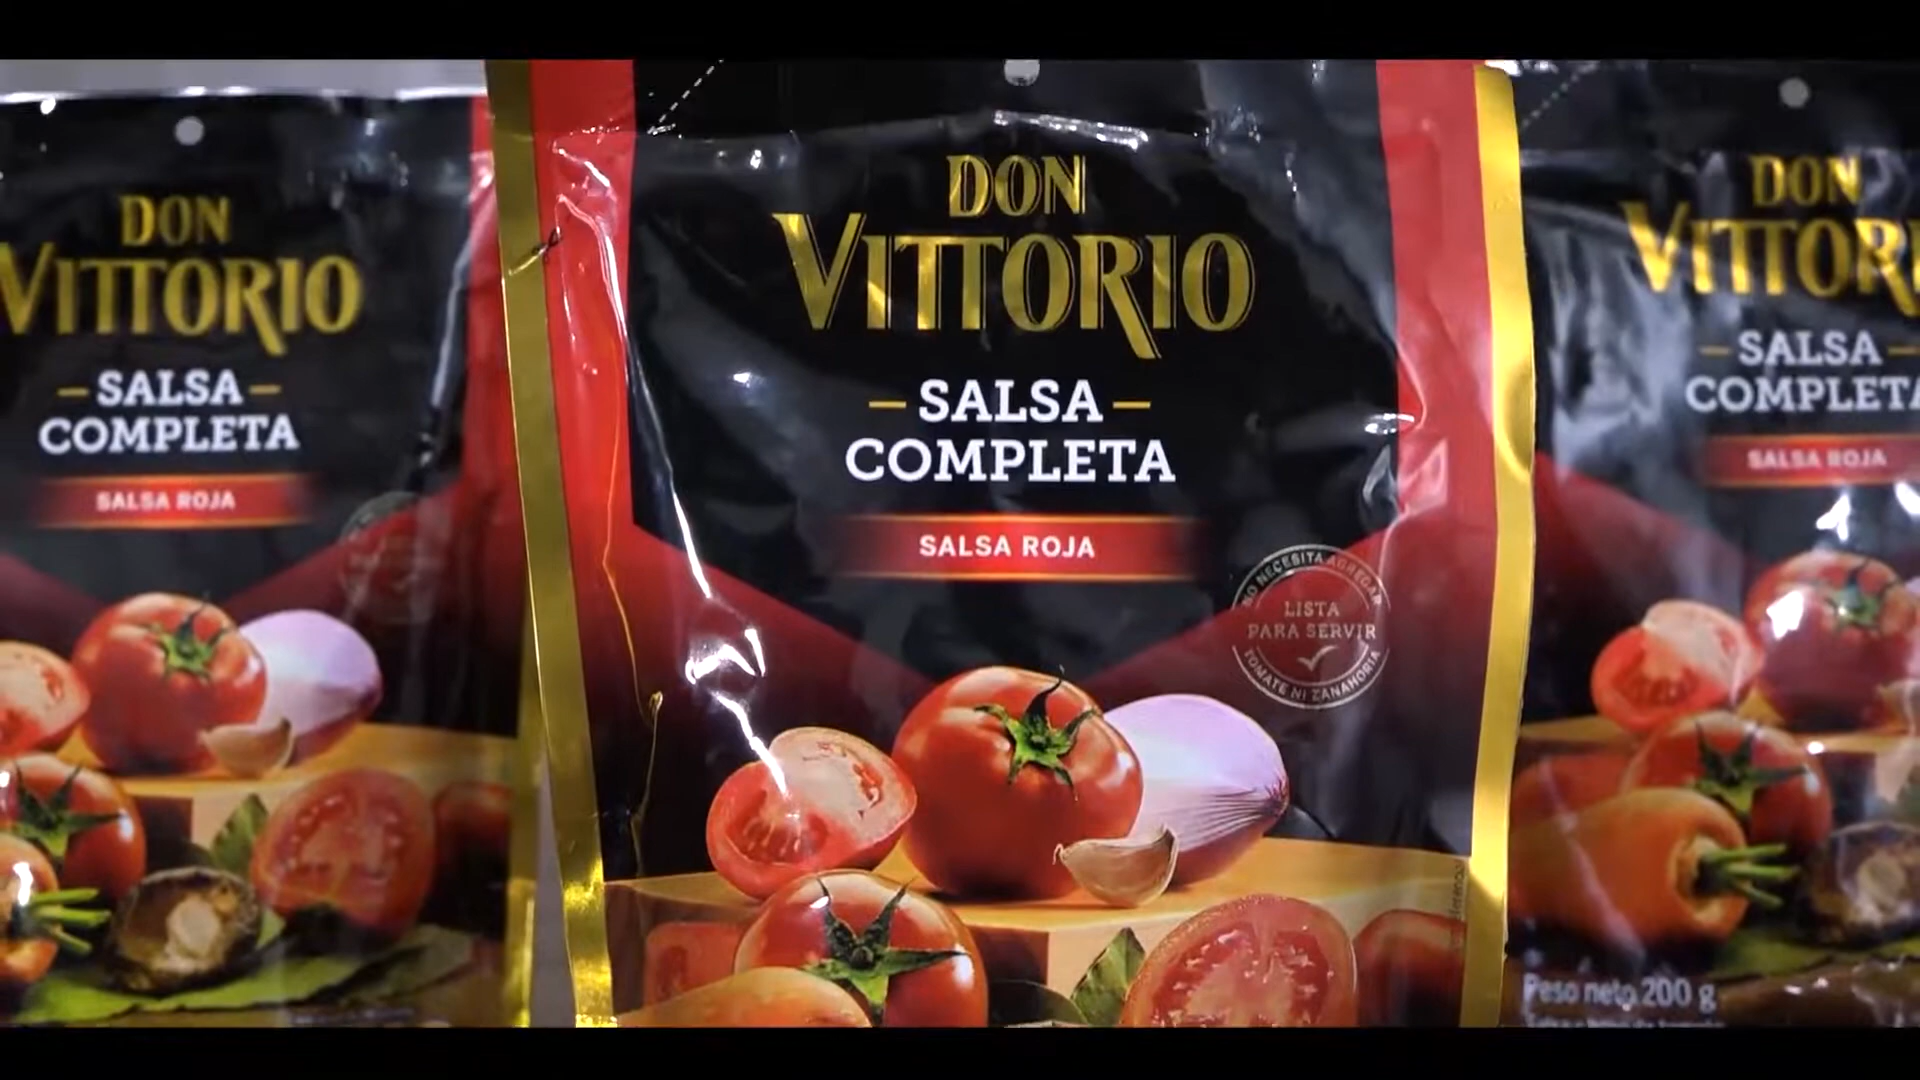 DON
VITTORIO
SALSA
COMPLETA
SALSA ROJA
DON
VITTORIO
SALSA
COMPLETA
SALSA ROJA
NO NECESITA AGREGAR
LISTA
PARA SERVIR
TOMATE NI ZANAHORIA
DON
VITTORI
SALSA
COMPLETA
SALSA ROJA
Peso neto 200 g